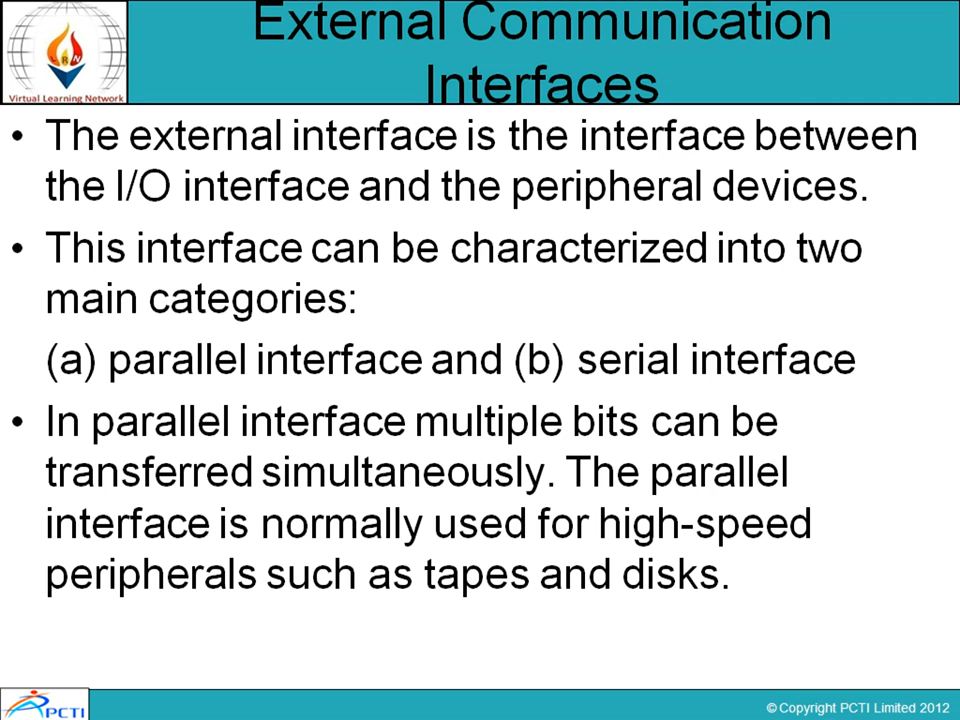 External Communication
Interfaces
Virtual Learning Network
• The external interface is the interface between
the I/O interface and the peripheral devices.
• This interface can be characterized into two
main categories:
(a) parallel interface and (b) serial interface
• In parallel interface multiple bits can be
transferred simultaneously. The parallel
interface is normally used for high-speed
peripherals such as tapes and disks.
PCTI
© Copyright PCTI Limited 2012